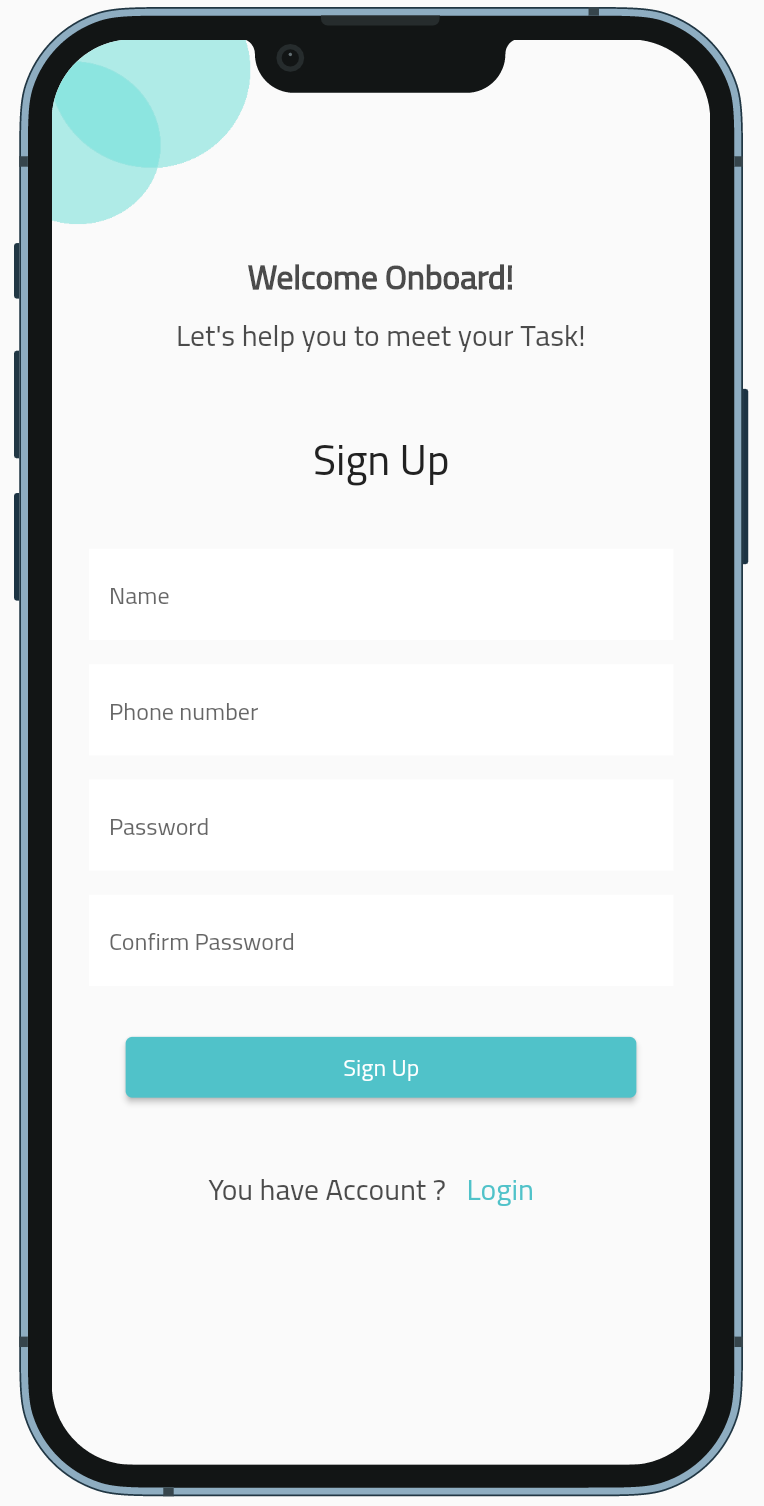 Welcome Onboard!
Let's help you to meet your Task!
Sign Up
Name
Phone number
Password
Confirm Password
Sign Up
You have Account ? Login